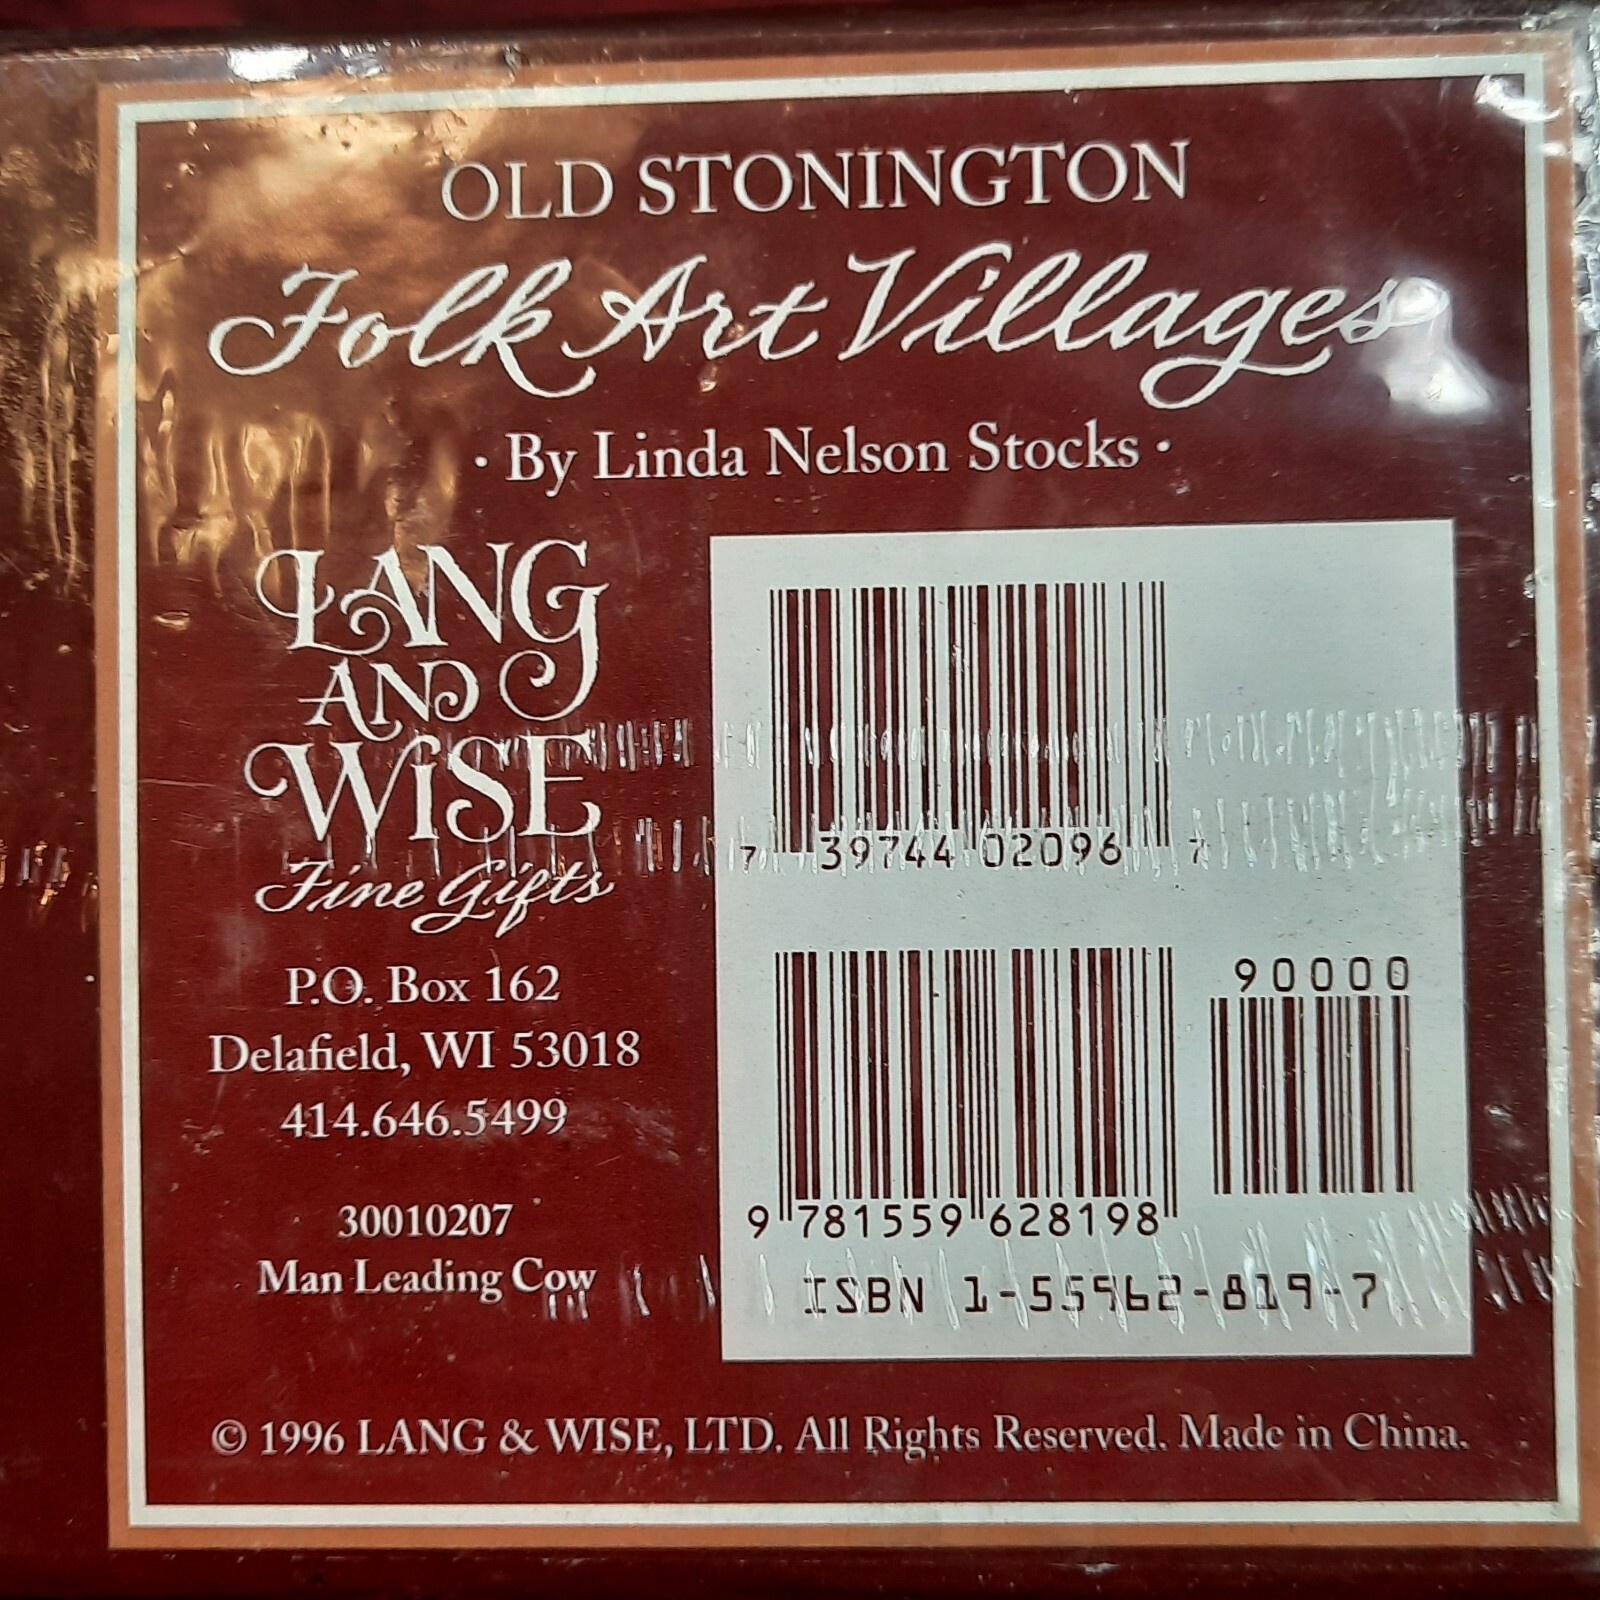 OLD STONINGTON
Folk Art Villages
· By Linda Nelson Stocks ·
LANG
AND
WiSE
Fine Gifts
P.O. Box 162
Delafield, WI 53018
414.646.5499
30010207
Man Leading Cow
7 39744 02096 7
90000
9 781559 628198
ISBN 1-55962-819-7
© 1996 LANG & WISE, LTD. All Rights Reserved. Made in China.